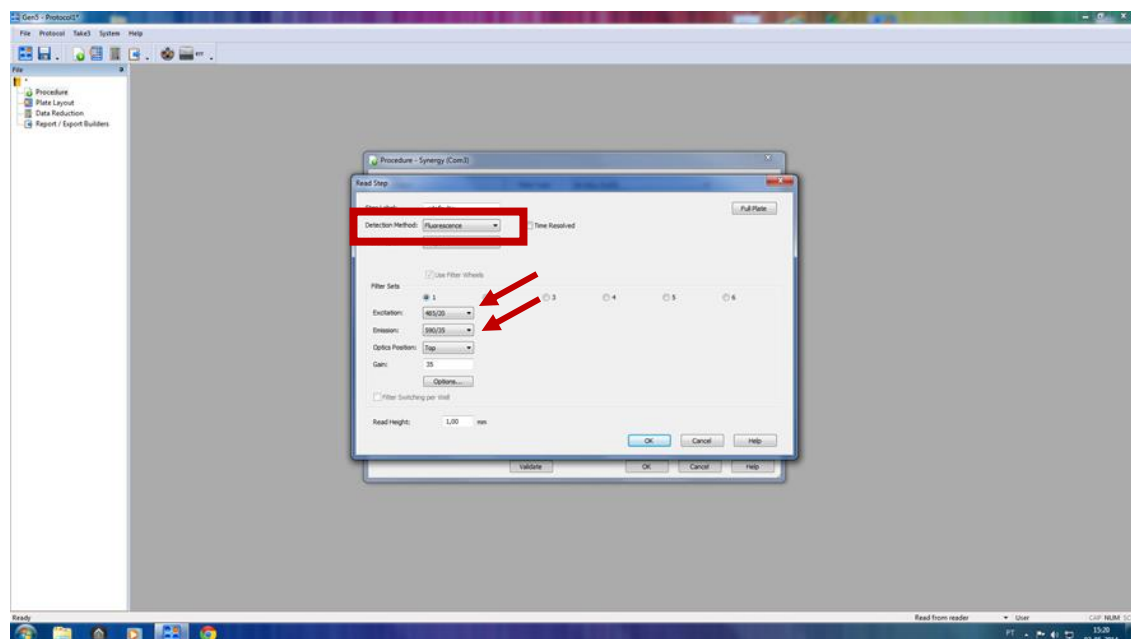 Gen5 - Protocol1*
File Protocol Take3 System Help
File
*
Procedure
Plate Layout
Data Reduction
Report / Export Builders
Procedure - Synergy (Com3)
Read Step
Full Plate
Detection Method: Fluorescence Time Resolved
Use Filter Wheels
Filter Sets
1 3 4 5 6
Excitation: 485/20
Emission: 590/35
Optics Position: Top
Gain: 35
Options...
Filter Switching per Well
Read Height: 1,00 mm
OK Cancel Help
Validate OK Cancel Help
Ready Read from reader User CAP NUM
PT 15:20